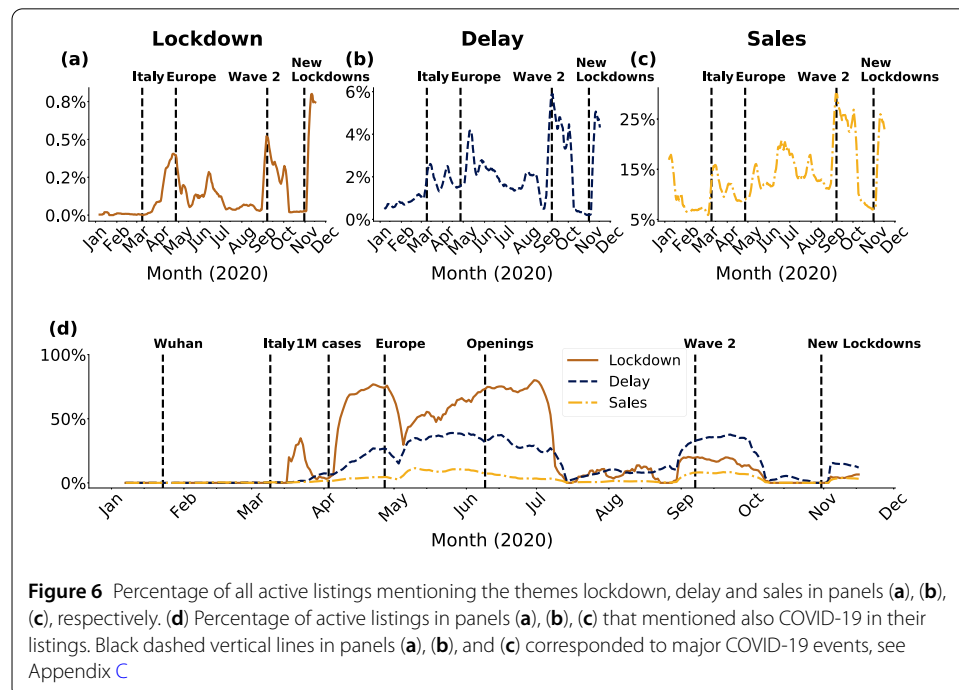 Lockdown Delay Sales
(a) (b) (c)
Italy Europe Wave 2 New Lockdowns
Italy Europe Wave 2 New Lockdowns
Italy Europe Wave 2 New Lockdowns
0.8%
0.5%
0.2%
0.0%
6%
4%
2%
0%
25%
15%
5%
Jan Feb Mar Apr May Jun Jul Aug Sep Oct Nov Dec
Jan Feb Mar Apr May Jun Jul Aug Sep Oct Nov Dec
Jan Feb Mar Apr May Jun Jul Aug Sep Oct Nov Dec
Month (2020) Month (2020) Month (2020)
(d)
Wuhan Italy 1M cases Europe Openings Wave 2 New Lockdowns
100%
50%
0%
Lockdown
Delay
Sales
Jan Feb Mar Apr May Jun Jul Aug Sep Oct Nov Dec
Month (2020)
Figure 6 Percentage of all active listings mentioning the themes lockdown, delay and sales in panels (a), (b),
(c), respectively. (d) Percentage of active listings in panels (a), (b), (c) that mentioned also COVID-19 in their
listings. Black dashed vertical lines in panels (a), (b), and (c) corresponded to major COVID-19 events, see
Appendix C